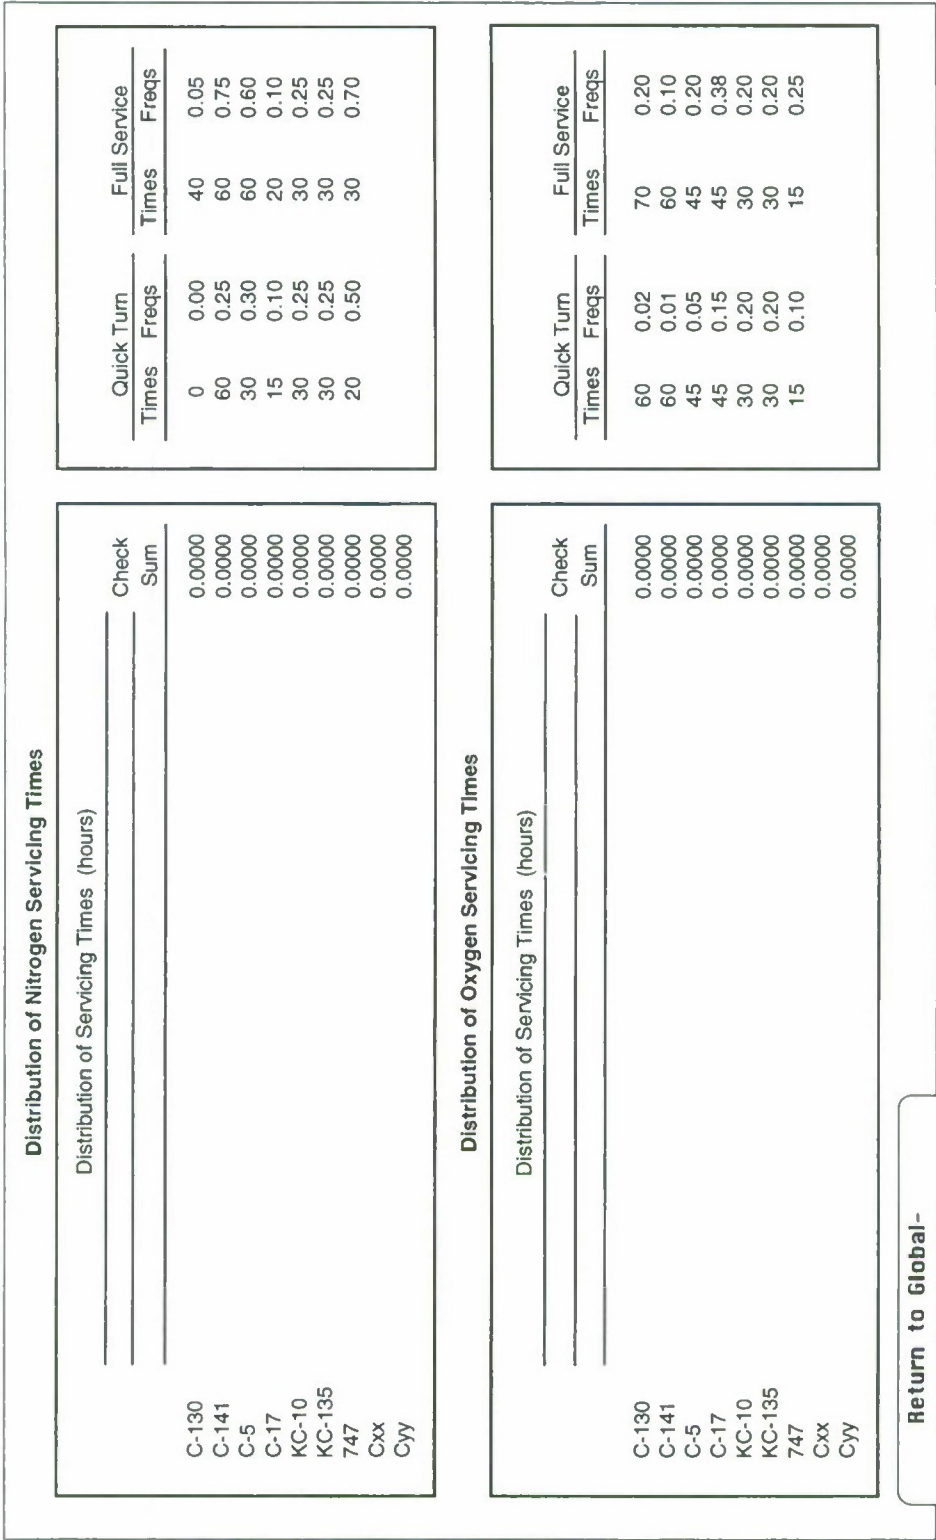 Distribution of Nitrogen Servicing Times
Distribution of Servicing Times (hours)
Check
Sum
Quick Turn Full Service
Times Freqs Times Freqs
C-130 0.0000 0 0.00 40 0.05
C-141 0.0000 60 0.25 60 0.75
C-5 0.0000 30 0.30 60 0.60
C-17 0.0000 15 0.10 20 0.10
KC-10 0.0000 30 0.25 30 0.25
KC-135 0.0000 30 0.25 30 0.25
747 0.0000 20 0.50 30 0.70
Cxx 0.0000
Cyy 0.0000
Distribution of Oxygen Servicing Times
Distribution of Servicing Times (hours)
Check
Sum
Quick Turn Full Service
Times Freqs Times Freqs
C-130 0.0000 60 0.02 70 0.20
C-141 0.0000 60 0.01 60 0.10
C-5 0.0000 45 0.05 45 0.20
C-17 0.0000 45 0.15 45 0.38
KC-10 0.0000 30 0.20 30 0.20
KC-135 0.0000 30 0.20 30 0.20
747 0.0000 15 0.10 15 0.25
Cxx 0.0000
Cyy 0.0000
Return to Global-